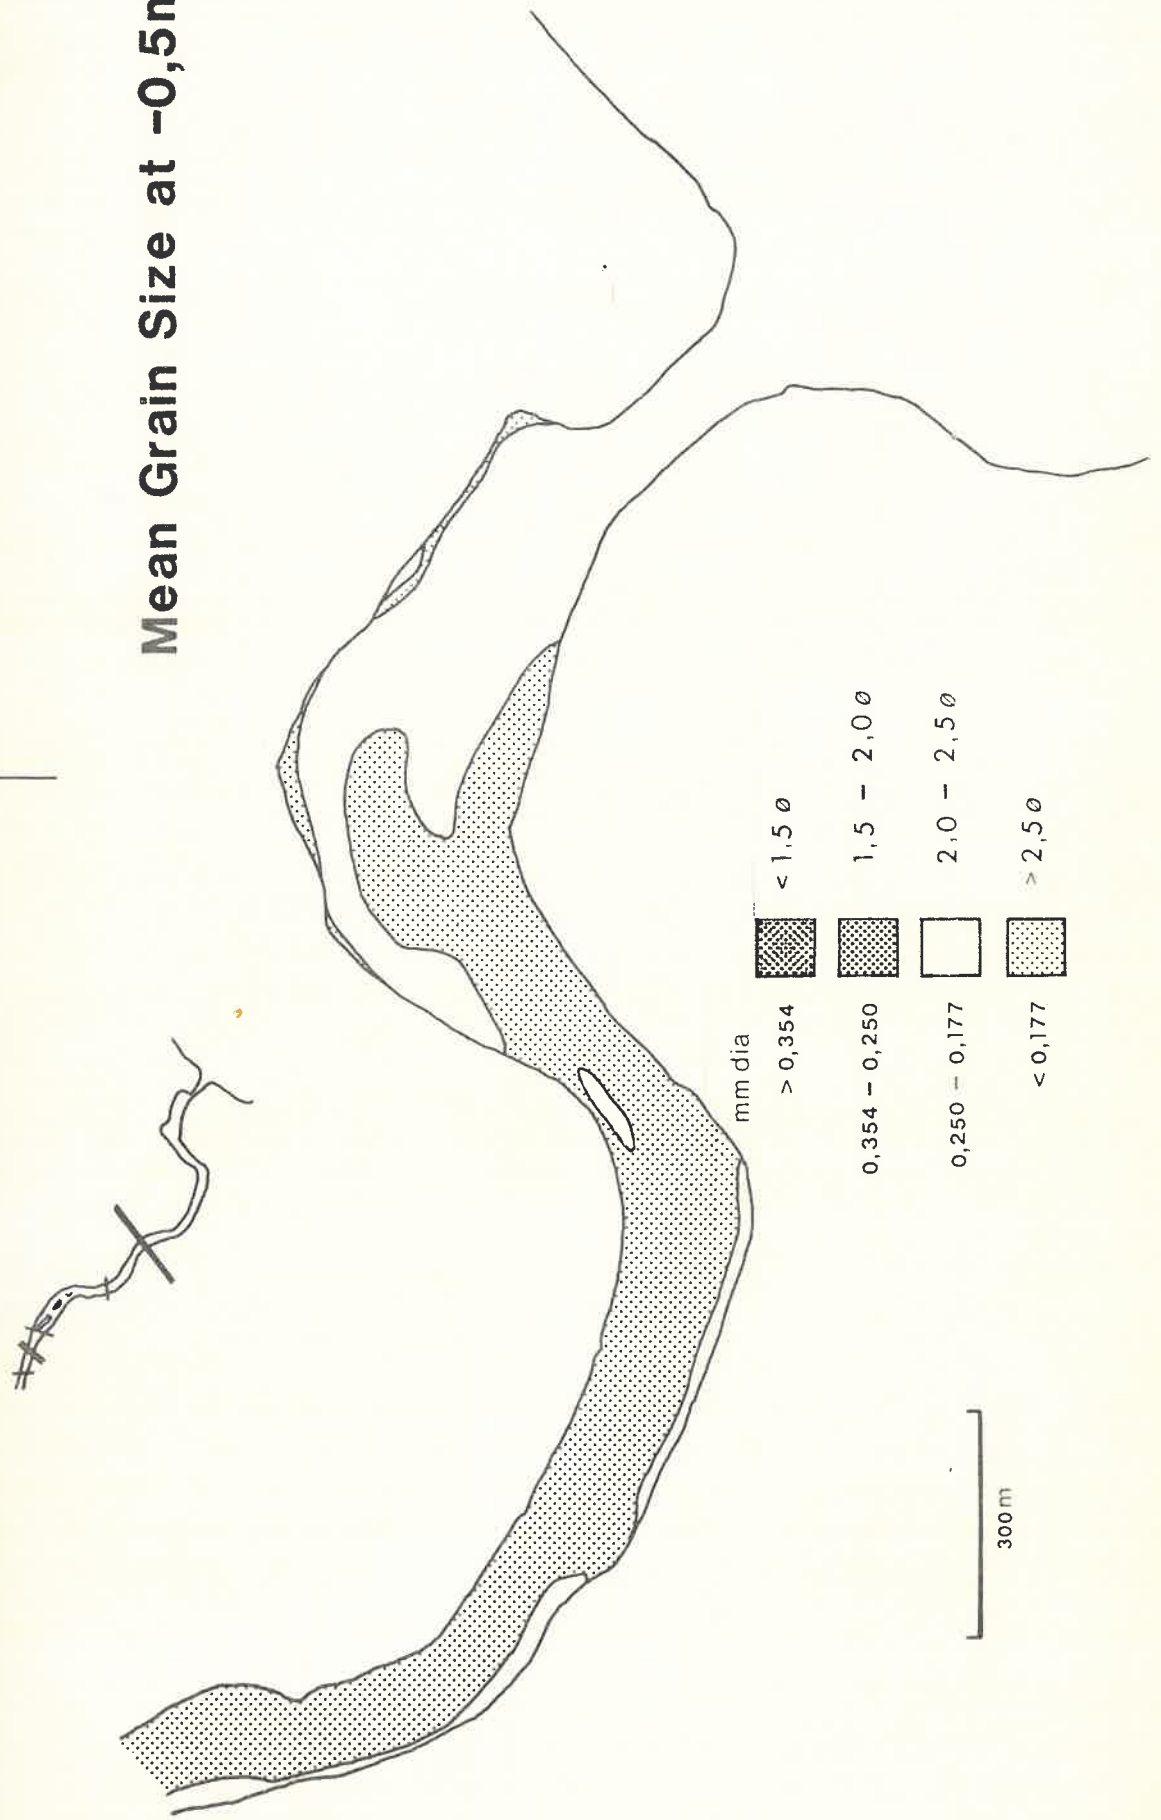 Mean Grain Size at -0,5m
mm dia
> 0,354 < 1,5 ø
0,354 – 0,250 1,5 – 2,0 ø
0,250 – 0,177 2,0 – 2,5 ø
< 0,177 > 2,5 ø
300 m